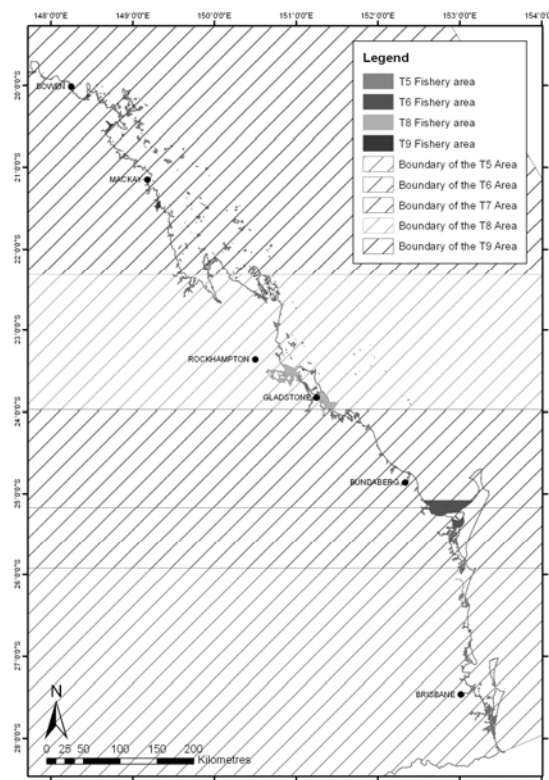 148°0'0"E 149°0'0"E 150°0'0"E 151°0'0"E 152°0'0"E 153°0'0"E 154°0'0"E
Legend
T5 Fishery area
T6 Fishery area
T8 Fishery area
T9 Fishery area
Boundary of the T5 Area
Boundary of the T6 Area
Boundary of the T7 Area
Boundary of the T8 Area
Boundary of the T9 Area
20°0'0"S
BOWEN
21°0'0"S
MACKAY
22°0'0"S
23°0'0"S
ROCKHAMPTON
GLADSTONE
24°0'0"S
BUNDABERG
25°0'0"S
26°0'0"S
27°0'0"S
BRISBANE
N
28°0'0"S
0 25 50 100 150 200
Kilometres